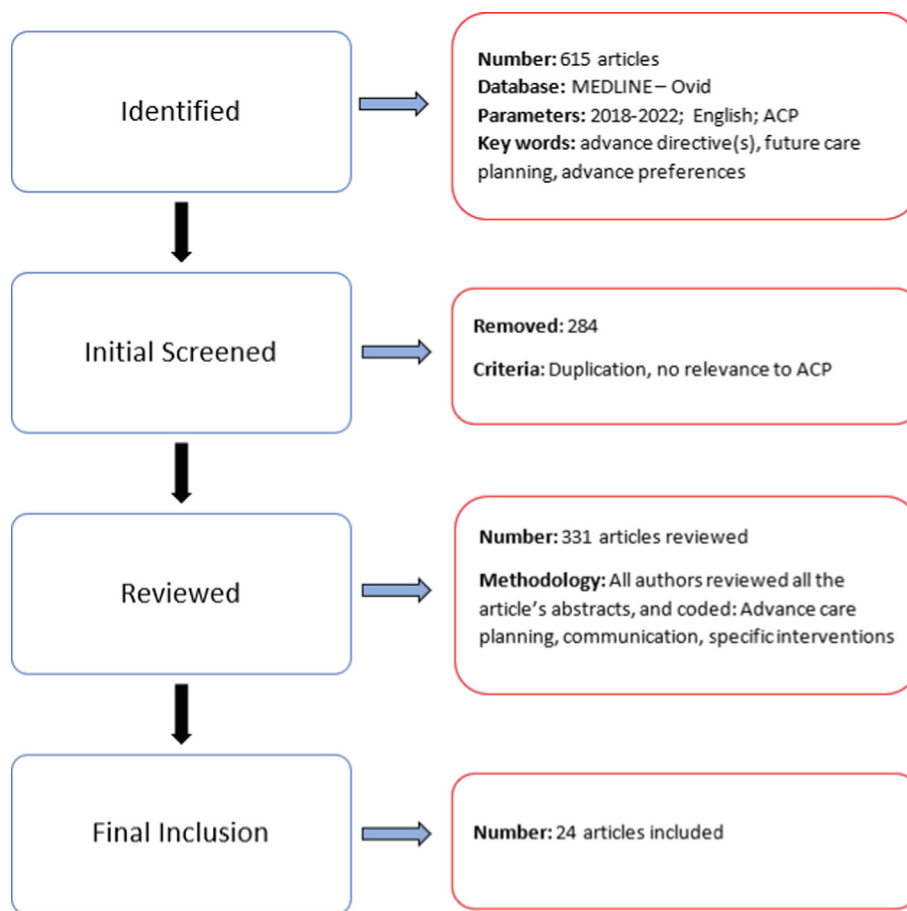 Identified
Number: 615 articles
Database: MEDLINE – Ovid
Parameters: 2018-2022; English; ACP
Key words: advance directive(s), future care
planning, advance preferences
Initial Screened
Removed: 284
Criteria: Duplication, no relevance to ACP
Reviewed
Number: 331 articles reviewed
Methodology: All authors reviewed all the
article's abstracts, and coded: Advance care
planning, communication, specific interventions
Final Inclusion
Number: 24 articles included